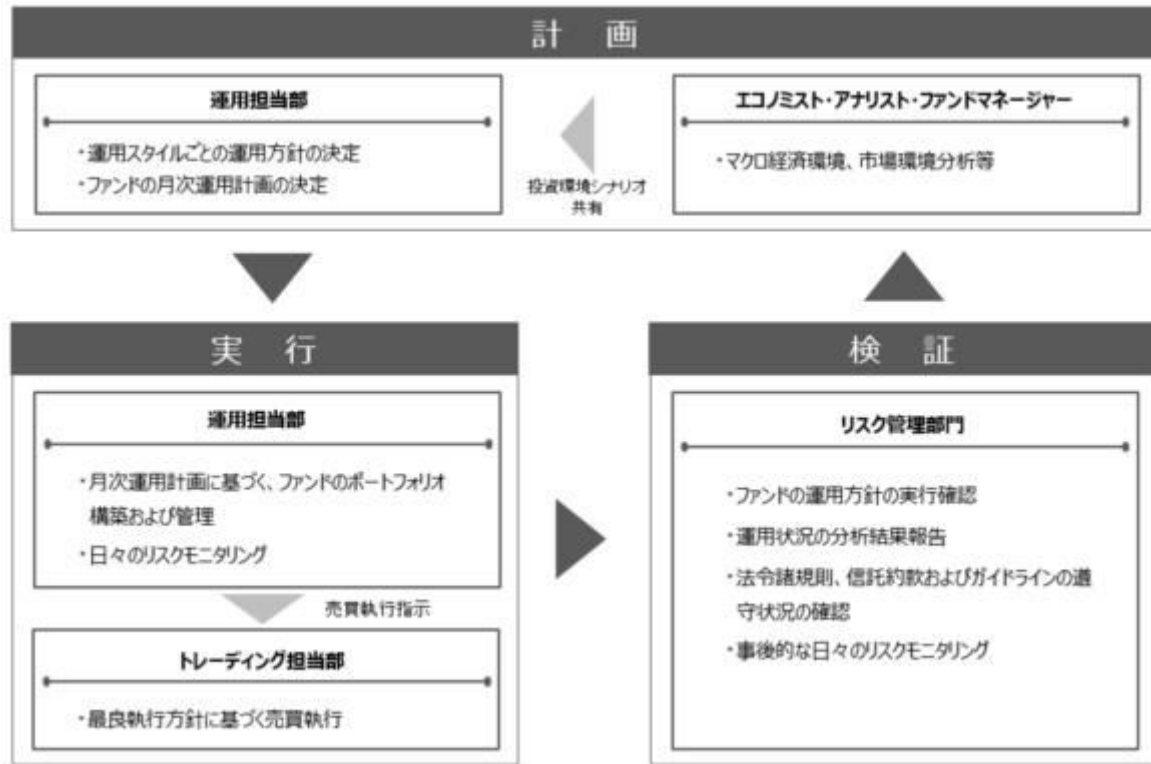 計 画
運用担当部
・運用スタイルごとの運用方針の決定
・ファンドの月次運用計画の決定
投資環境シナリオ
共有
エコノミスト・アナリスト・ファンドマネージャー
・マクロ経済環境、市場環境分析等
実 行
運用担当部
・月次運用計画に基づく、ファンドのポートフォリオ
構築および管理
・日々のリスクモニタリング
売買執行指示
トレーディング担当部
・最良執行方針に基づく売買執行
検 証
リスク管理部門
・ファンドの運用方針の実行確認
・運用状況の分析結果報告
・法令諸規則、信託約款およびガイドラインの遵
守状況の確認
・事後的な日々のリスクモニタリング